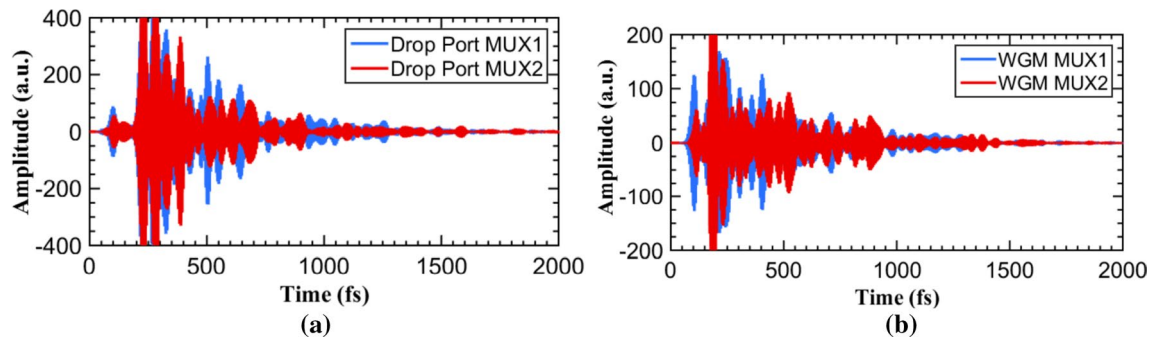 400
200
0
-200
-400
Amplitude (a.u.)
Drop Port MUX1
Drop Port MUX2
0 500 1000 1500 2000
Time (fs)
(a)
200
100
0
-100
-200
Amplitude (a.u.)
WGM MUX1
WGM MUX2
0 500 1000 1500 2000
Time (fs)
(b)